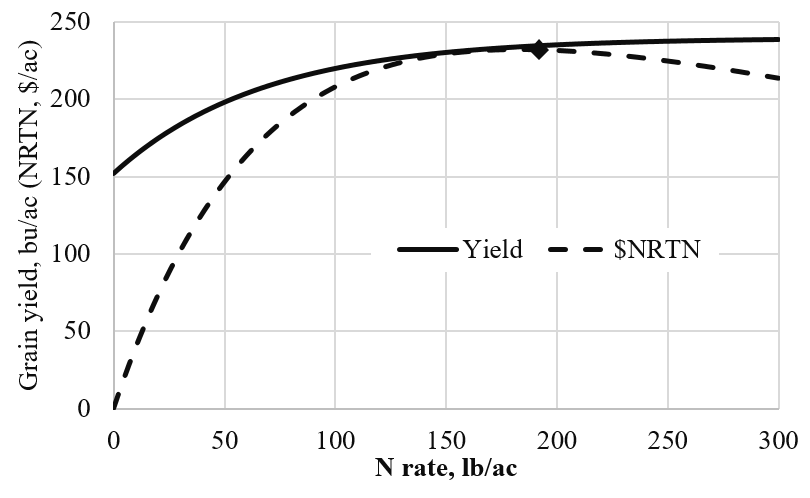 Grain yield, bu/ac (NRTN, $/ac)
250
200
150
100
50
0
Yield
$NRTN
0 50 100 150 200 250 300
N rate, lb/ac